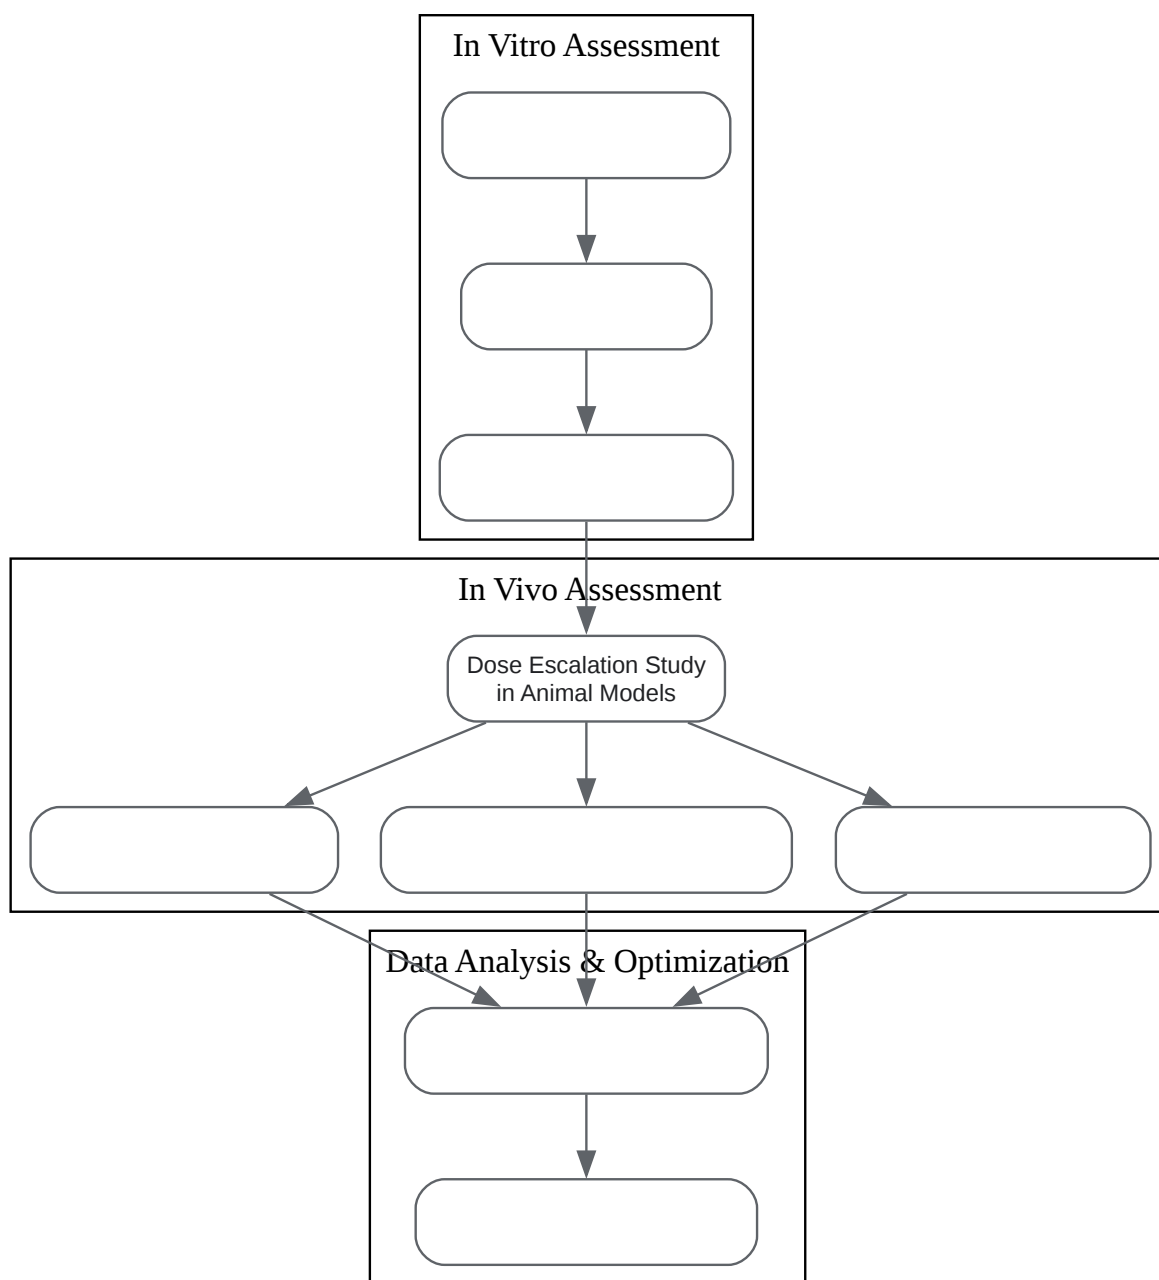 In Vitro Assessment
In Vivo Assessment
Dose Escalation Study
in Animal Models
Data Analysis & Optimization